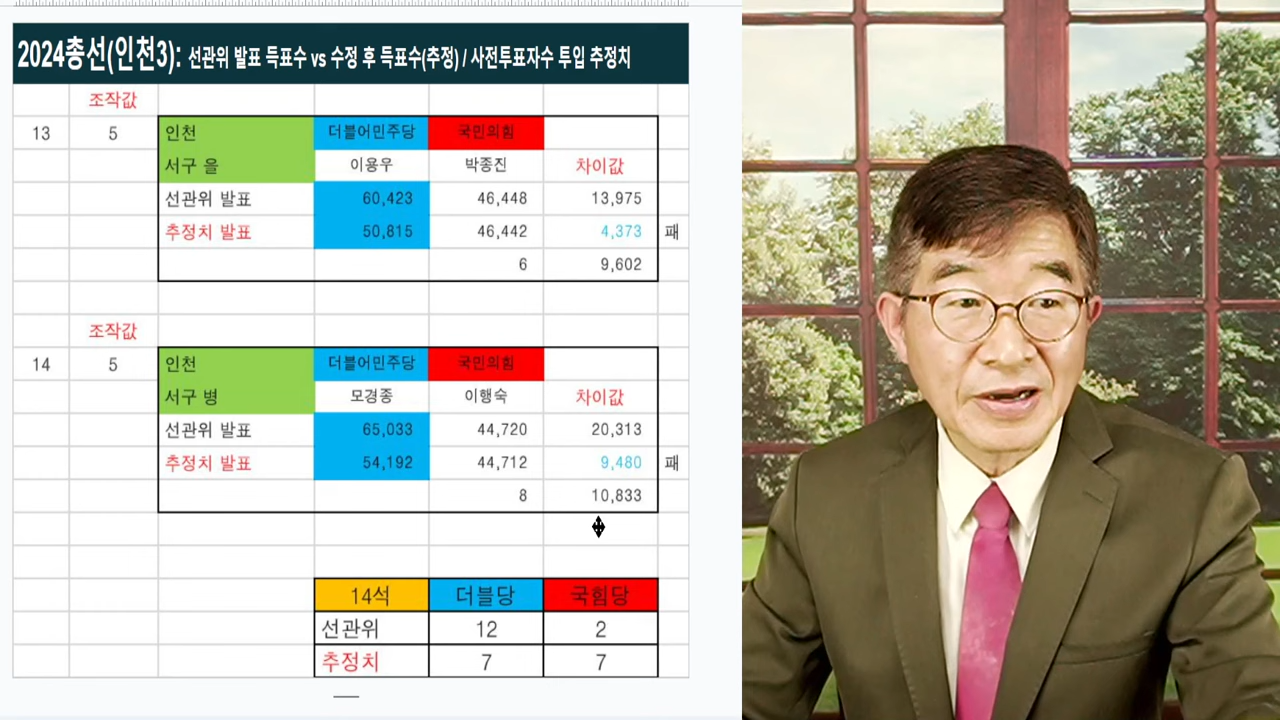 2024총선(인천3): 선관위 발표 득표수 vs 수정 후 득표수(추정) / 사전투표자수 투입 추정치
조작값
13 5 인천 더블어민주당 국민의힘
서구 을 이용우 박종진 차이값
선관위 발표 60,423 46,448 13,975
추정치 발표 50,815 46,442 4,373 패
6 9,602
조작값
14 5 인천 더블어민주당 국민의힘
서구 병 모경종 이행숙 차이값
선관위 발표 65,033 44,720 20,313
추정치 발표 54,192 44,712 9,480 패
8 10,833
14석 더블당 국힘당
선관위 12 2
추정치 7 7